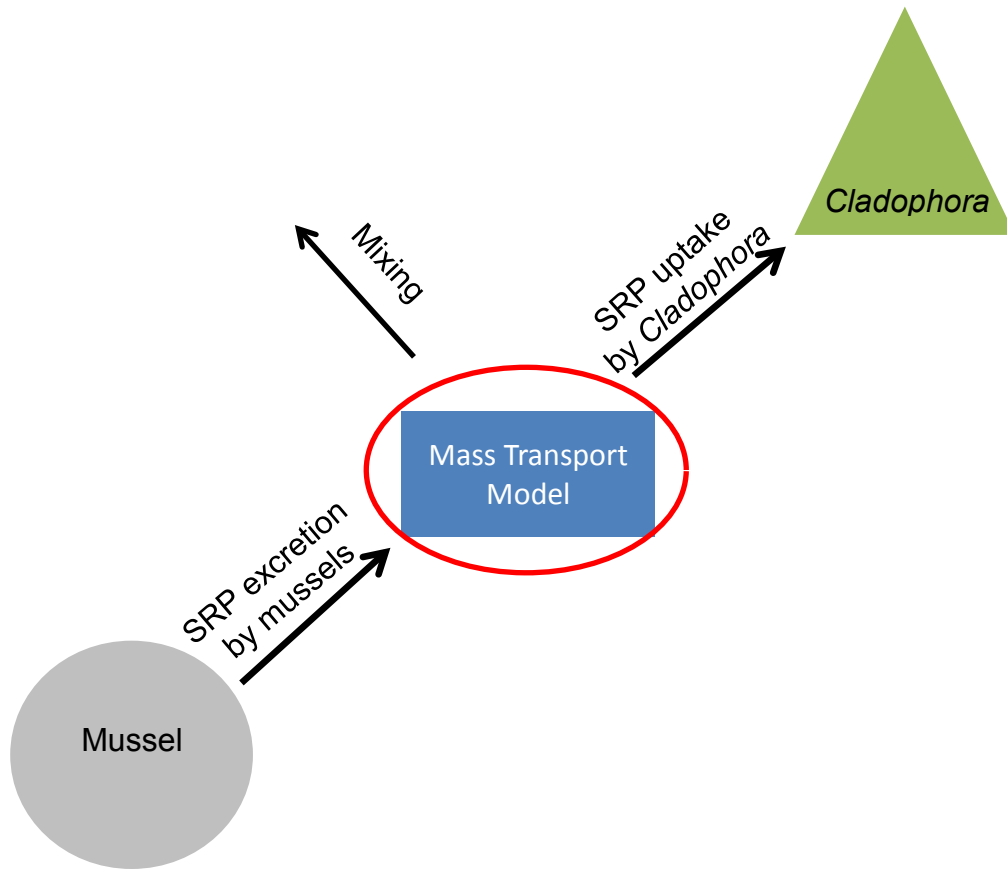 Cladophora
Mixing
SRP uptake
by Cladophora
Mass Transport
Model
SRP excretion
by mussels
Mussel